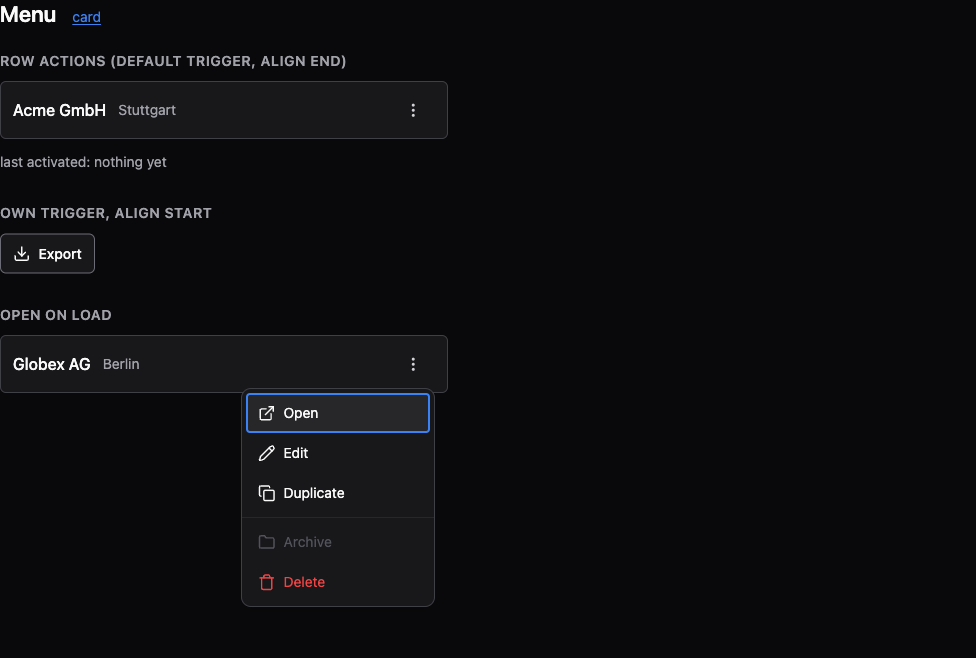 Menu card
ROW ACTIONS (DEFAULT TRIGGER, ALIGN END)
Acme GmbH Stuttgart
last activated: nothing yet
OWN TRIGGER, ALIGN START
Export
OPEN ON LOAD
Globex AG Berlin
Open
Edit
Duplicate
Archive
Delete